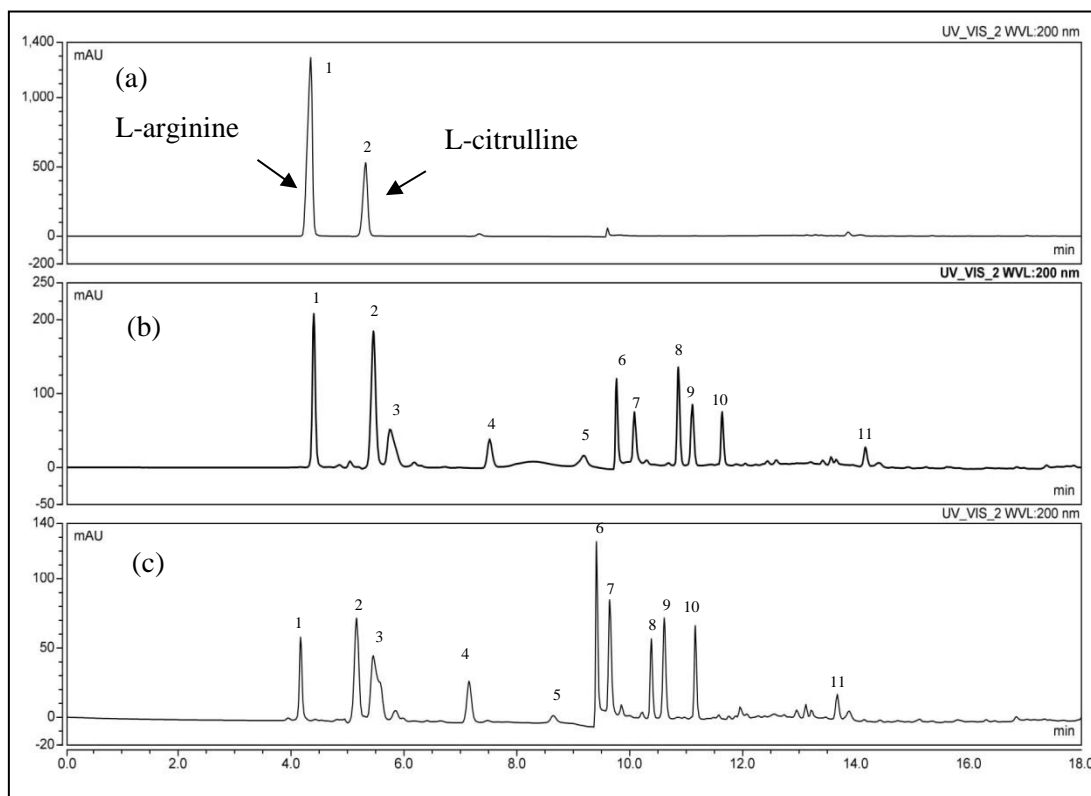 UV_VIS_2 WVL:200 nm
1,400
mAU
(a)
1
1,000
L-arginine
2
L-citrulline
500
0
min
-200
UV_VIS_2 WVL:200 nm
250
mAU
1
200
(b)
2
6
8
100
3
7
9
10
4
5
11
0
-50
min
UV_VIS_2 WVL:200 nm
140
mAU
6
(c)
100
7
1
2
3
8
9
10
50
4
5
11
0
-20
min
0.0 2.0 4.0 6.0 8.0 10.0 12.0 14.0 16.0 18.0